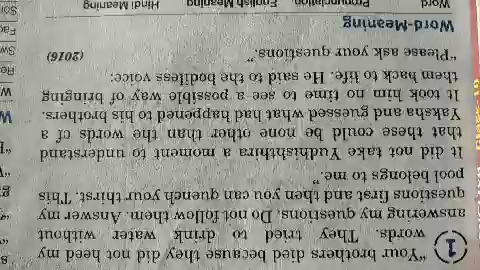 1 "Your brothers died because they did not heed my
words. They tried to drink water without
answering my questions. Do not follow them. Answer my
questions first and then you can quench your thirst. This
pool belongs to me."
It did not take Yudhishthira a moment to understand
that these could be none other than the words of a
Yaksha and guessed what had happened to his brothers.
It took him no time to see a possible way of bringing
them back to life. He said to the bodiless voice:
"Please ask your questions." (2016)
Word-Meaning
Word Pronunciation English Meaning Hindi Meaning